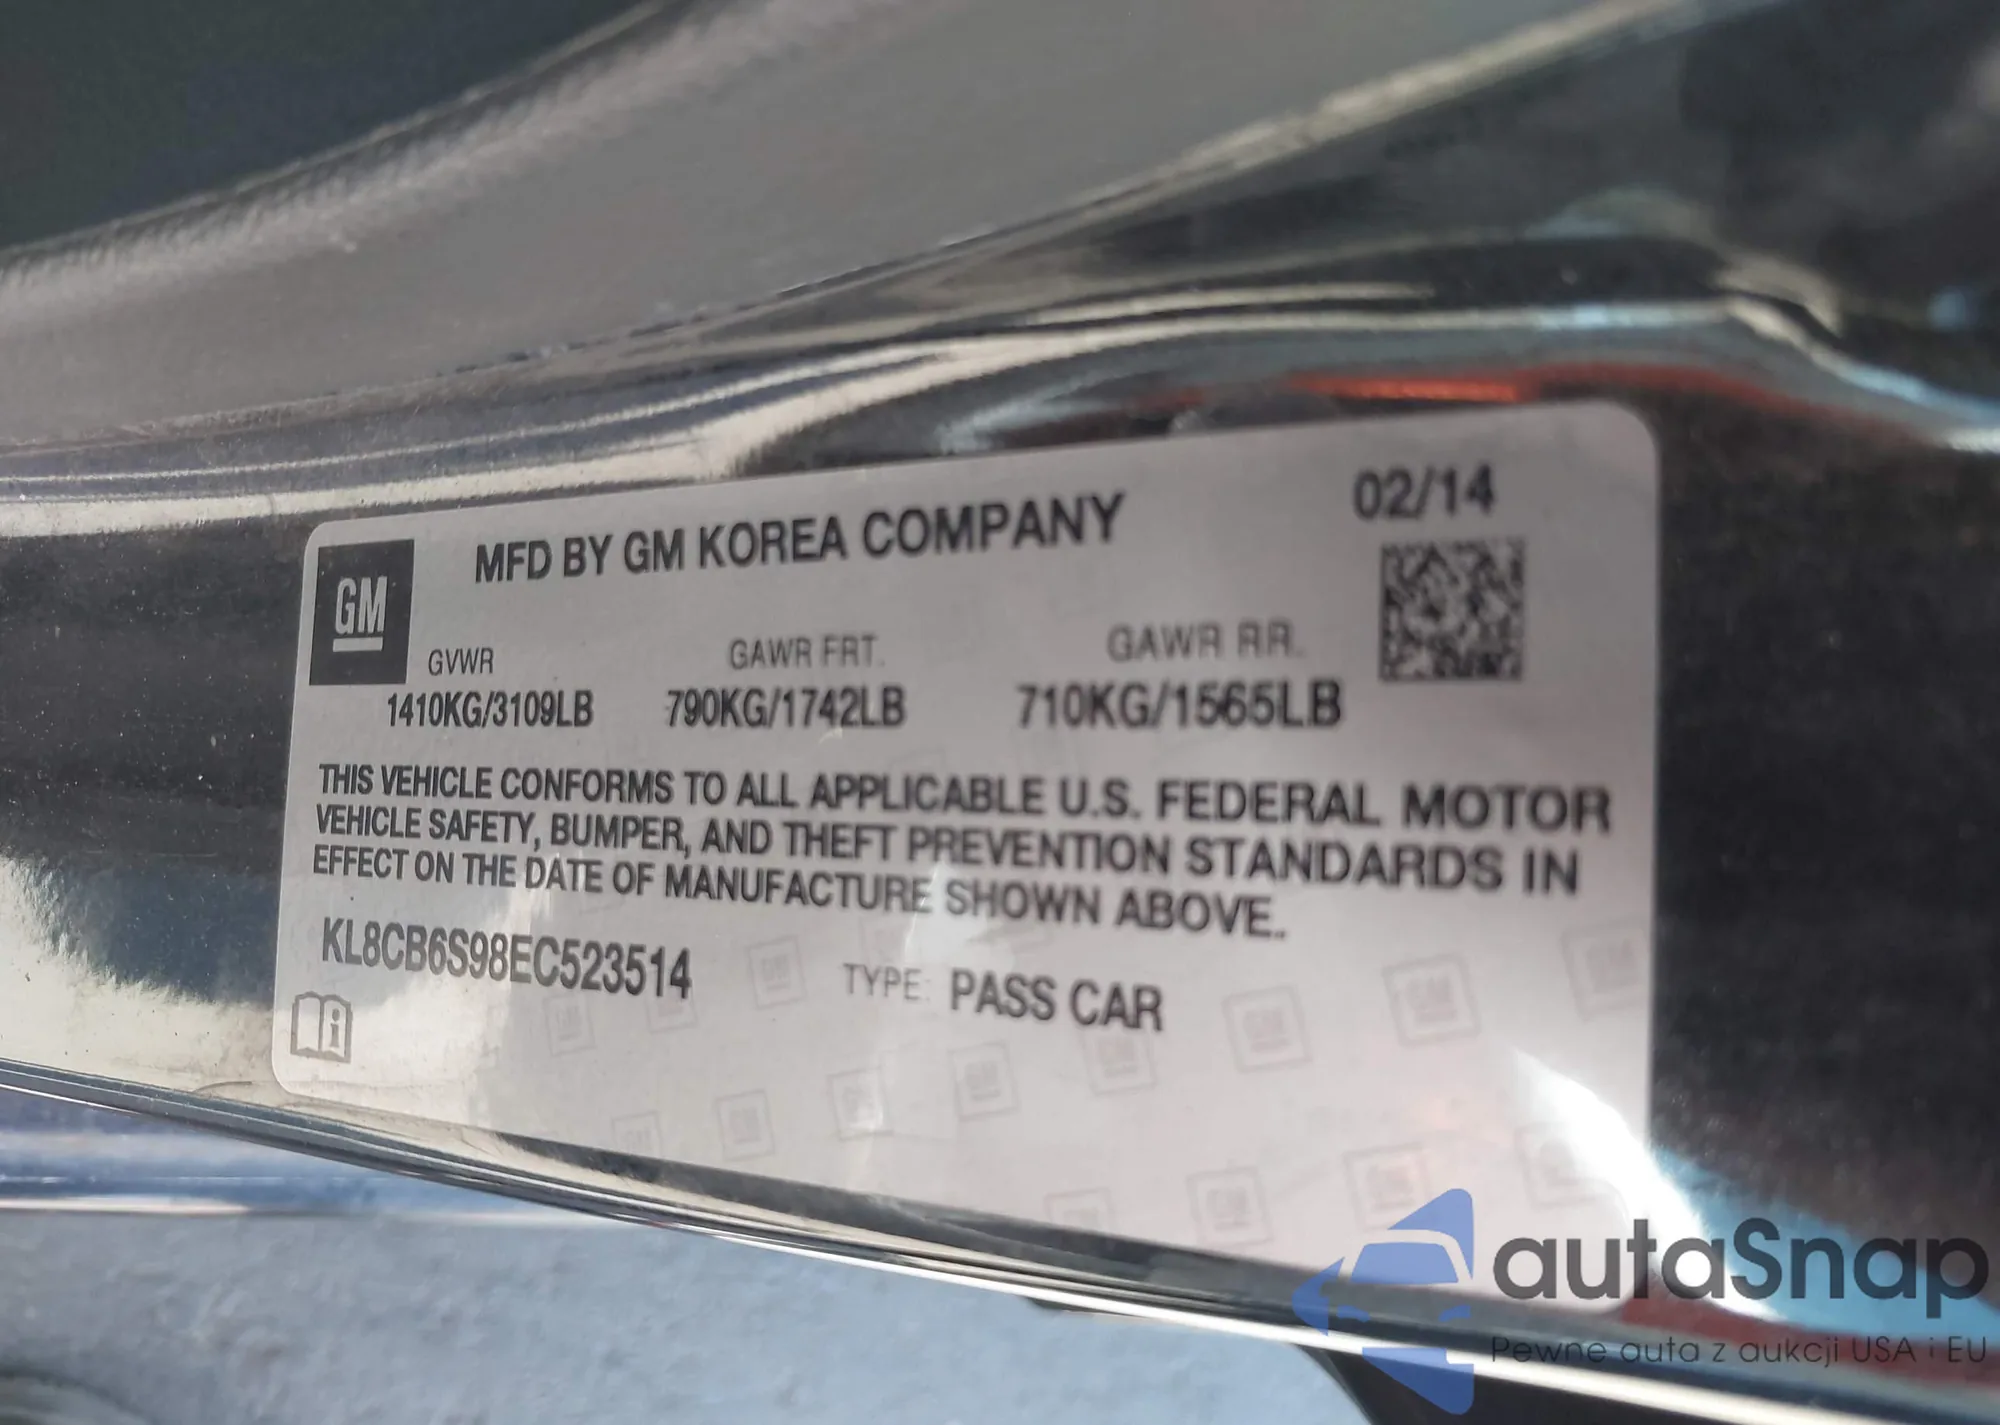 MFD BY GM KOREA COMPANY
02/14
GM
GVWR GAWR FRT. GAWR RR.
1410KG/3109LB 790KG/1742LB 710KG/1565LB
THIS VEHICLE CONFORMS TO ALL APPLICABLE U.S. FEDERAL MOTOR
VEHICLE SAFETY, BUMPER, AND THEFT PREVENTION STANDARDS IN
EFFECT ON THE DATE OF MANUFACTURE SHOWN ABOVE..
KL8CB6S98EC523514 TYPE: PASS CAR
autaSnap
Pewne auta z aukcji USA i EU